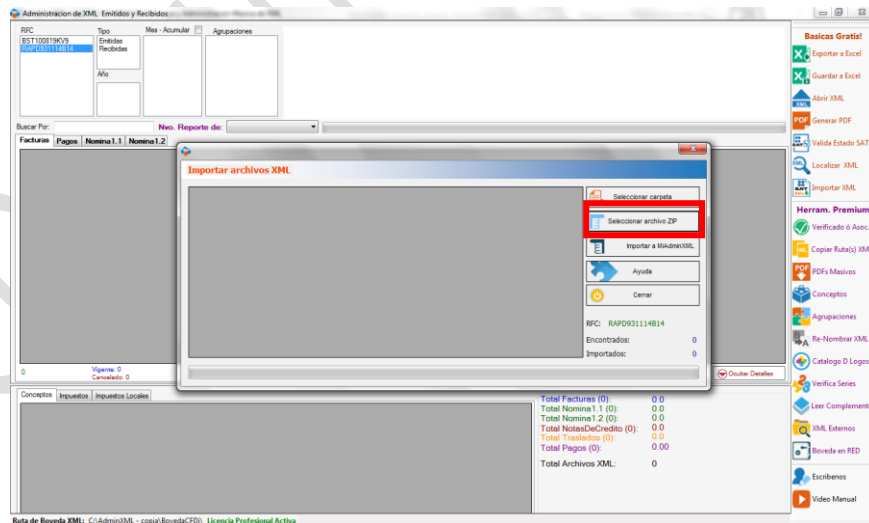 Administracion de XML Emitidos y Recibidos
RFC
BST100819KV9
RAPD931114B14
Tipo
Emitidas
Recibidas
Año
Mes - Acumular
Agrupaciones
Buscar Por:
Nvo. Reporte de:
Facturas Pagos Nomina1.1 Nomina1.2
Importar archivos XML
Seleccionar carpeta
Seleccionar archivo ZIP
Importar a MiAdminXML
Ayuda
Cerrar
RFC: RAPD931114B14
Encontrados: 0
Importados: 0
0
Vigente: 0
Cancelado: 0
Ocultar Detalles
Conceptos Impuestos Impuestos Locales
Total Facturas (0): 0.0
Total Nomina1.1 (0): 0.0
Total Nomina1.2 (0): 0.0
Total NotasDeCredito (0): 0.0
Total Traslados (0): 0.0
Total Pagos (0): 0.00
Total Archivos XML: 0
Ruta de Boveda XML: C:\AdminXML - copia\BovedaCFDi\ Licencia Profesional Activa
Basicas Gratis!
Exportar a Excel
Guardar a Excel
Abrir XML
Generar PDF
Valida Estado SAT
Localizar XML
Importar XML
Herram. Premium
Verificado ó Asoc.
Copiar Ruta(s) XM
PDFs Masivos
Conceptos
Agrupaciones
Re-Nombrar XML
Catalogo D Logos
Verifica Series
Leer Complement
XML Externos
Boveda en RED
Escribenos
Video Manual